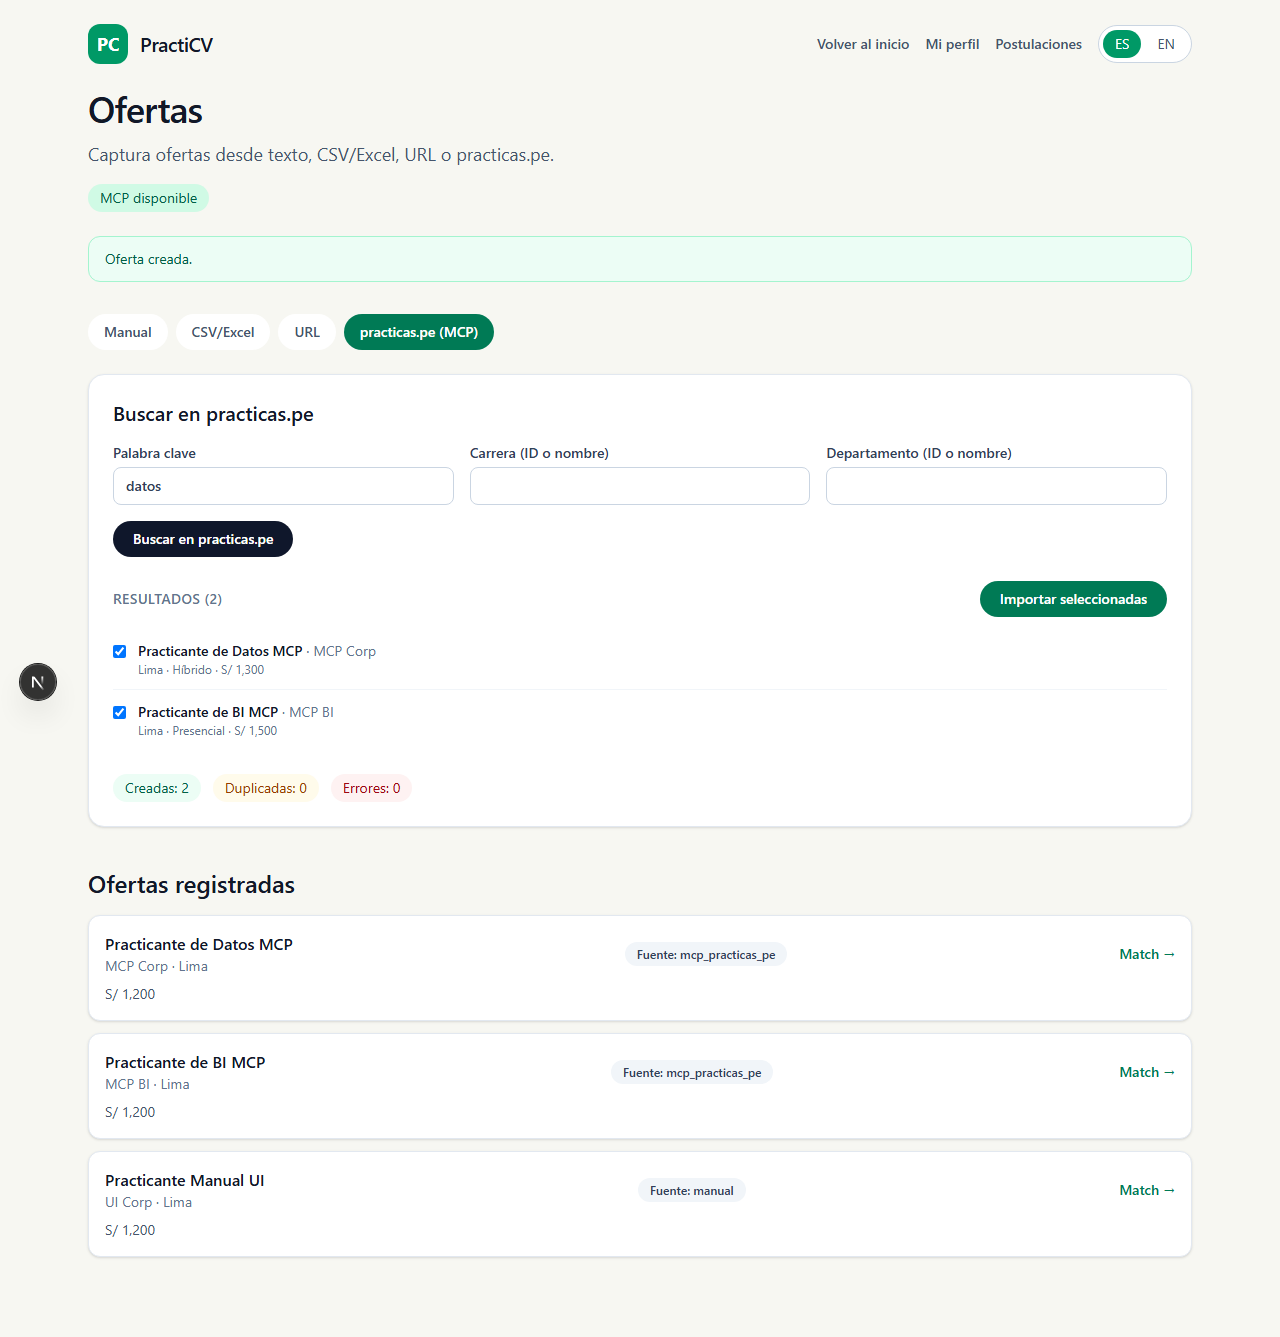 PC PractiCV
Volver al inicio Mi perfil Postulaciones ES EN
Ofertas
Captura ofertas desde texto, CSV/Excel, URL o practicas.pe.
MCP disponible
Oferta creada.
Manual CSV/Excel URL practicas.pe (MCP)
Buscar en practicas.pe
Palabra clave Carrera (ID o nombre) Departamento (ID o nombre)
datos
Buscar en practicas.pe
RESULTADOS (2) Importar seleccionadas
Practicante de Datos MCP · MCP Corp
Lima · Híbrido · S/ 1,300
Practicante de BI MCP · MCP BI
Lima · Presencial · S/ 1,500
Creadas: 2 Duplicadas: 0 Errores: 0
N
Ofertas registradas
Practicante de Datos MCP
MCP Corp · Lima
S/ 1,200
Fuente: mcp_practicas_pe
Match →
Practicante de BI MCP
MCP BI · Lima
S/ 1,200
Fuente: mcp_practicas_pe
Match →
Practicante Manual UI
UI Corp · Lima
S/ 1,200
Fuente: manual
Match →